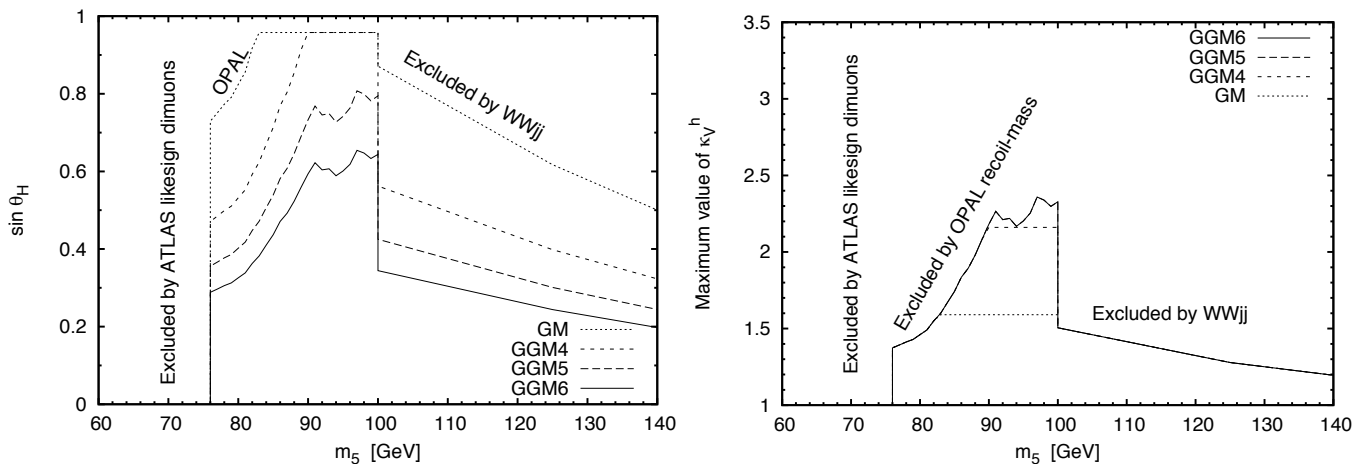 1
0.8
0.6
0.4
0.2
0
sin θH
60 70 80 90 100 110 120 130 140
m5 [GeV]
Excluded by ATLAS likesign dimuons
OPAL
Excluded by WWjj
GM
GGM4
GGM5
GGM6
3.5
3
2.5
2
1.5
1
Maximum value of κVh
60 70 80 90 100 110 120 130 140
m5 [GeV]
Excluded by ATLAS likesign dimuons
Excluded by OPAL recoil-mass
Excluded by WWjj
GGM6
GGM5
GGM4
GM